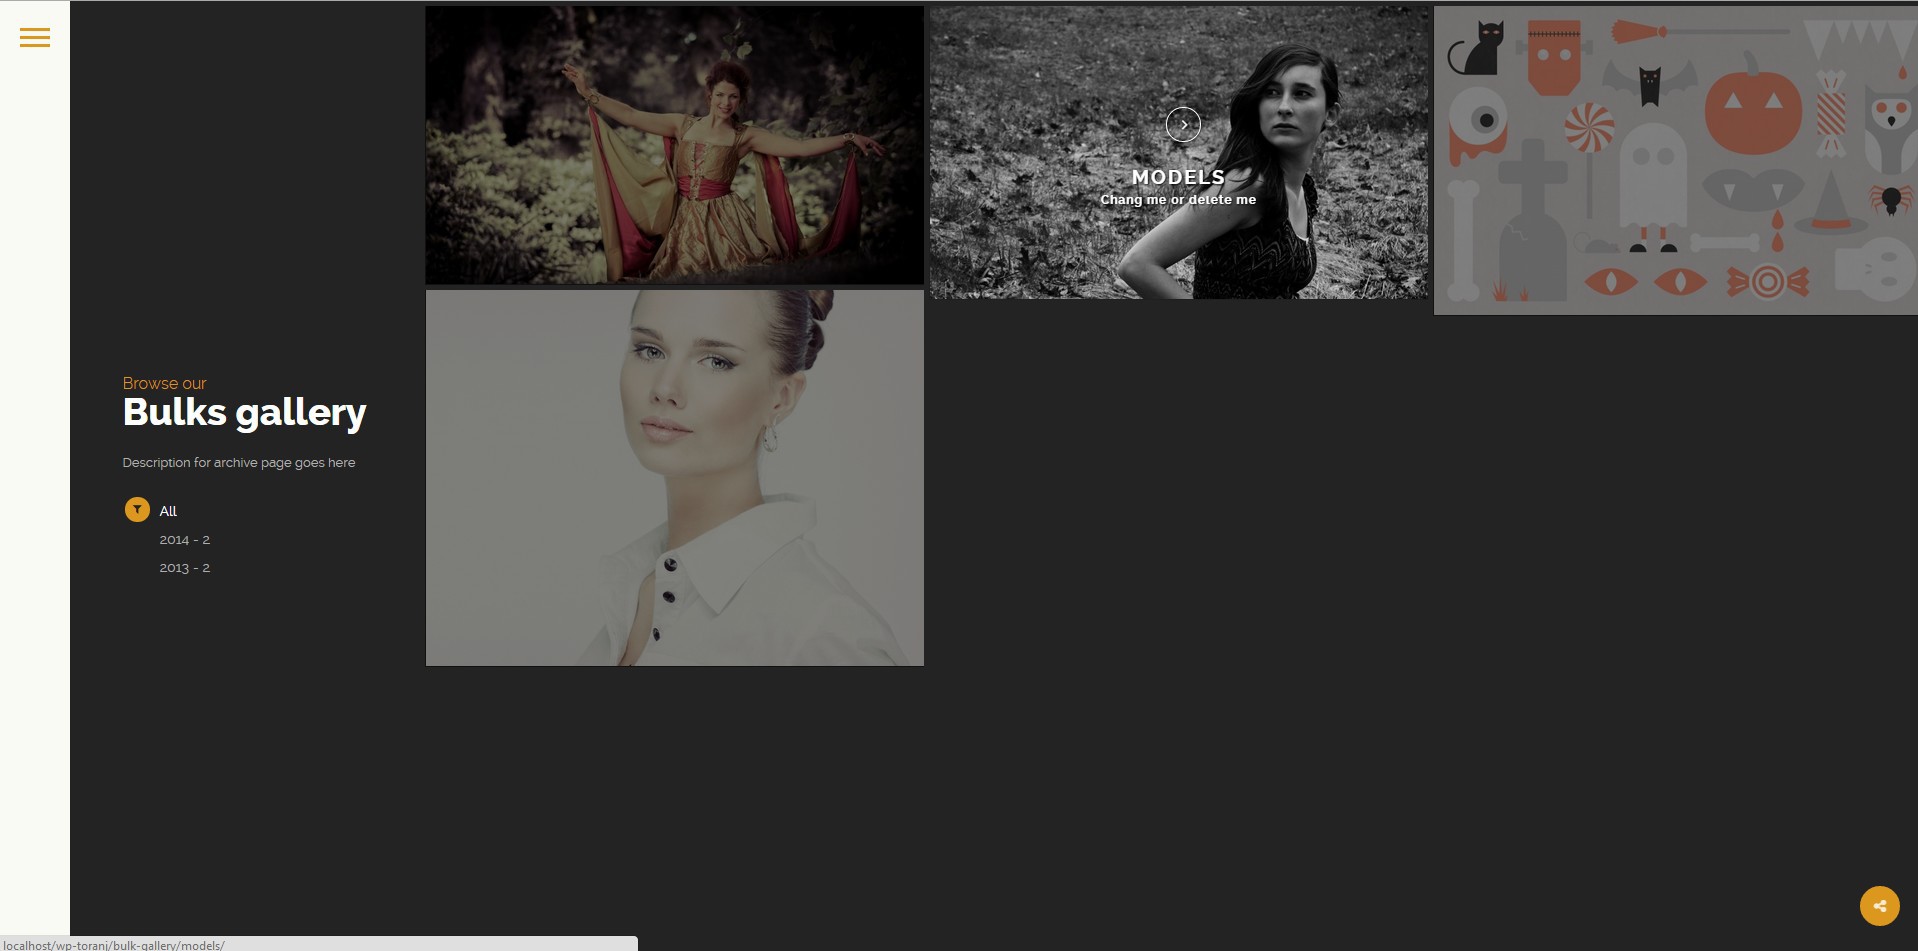 Browse our
Bulks gallery
Description for archive page goes here
All
2014 - 2
2013 - 2
MODELS
Chang me or delete me
localhost/wp-toranj/bulk-gallery/models/